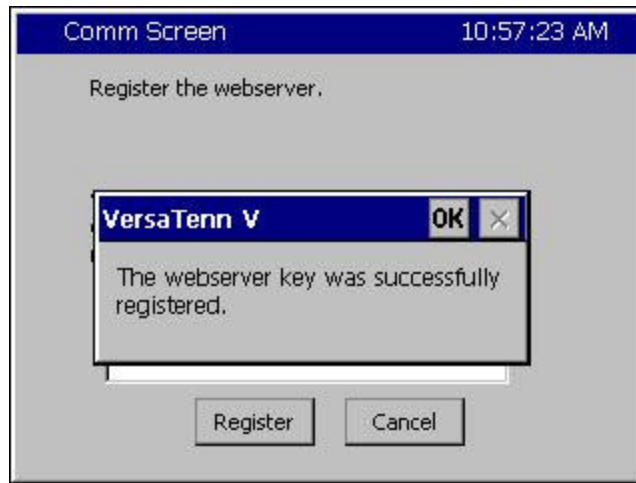 Comm Screen 10:57:23 AM
Register the webserver.
VersaTenn V OK
The webserver key was successfully
registered.
Register Cancel